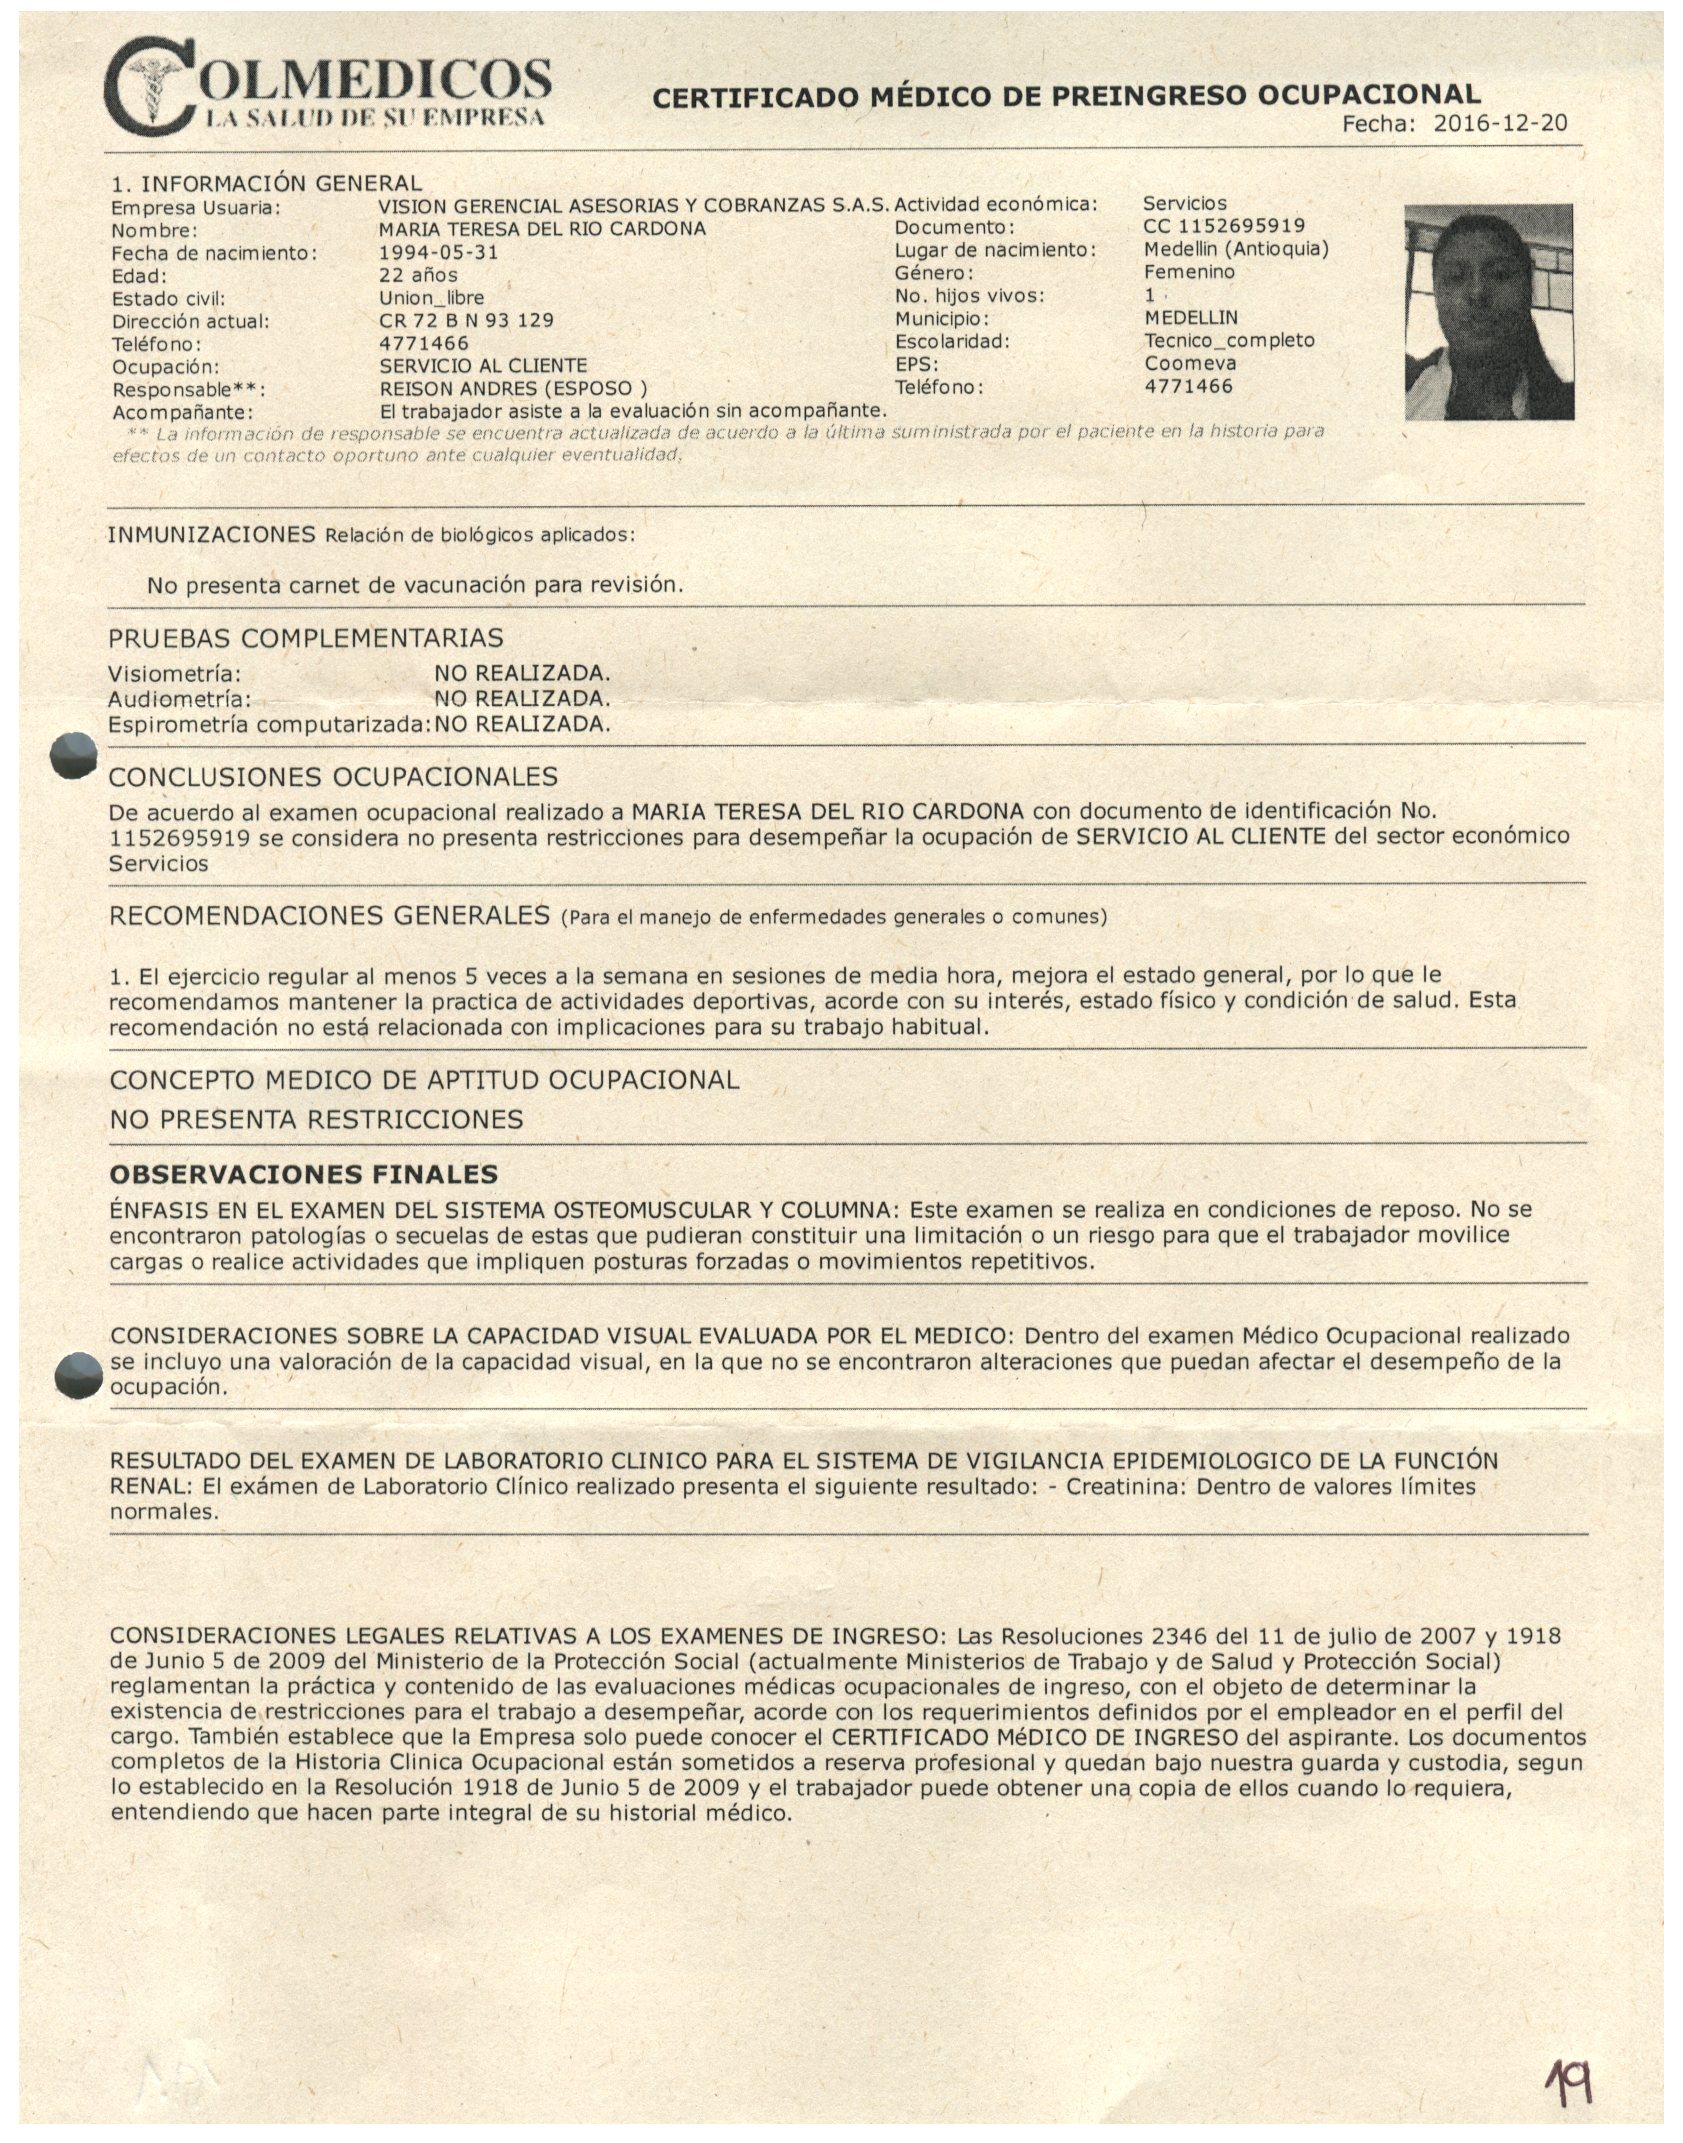 COLMEDICOS
LA SALUD DE SU EMPRESA
CERTIFICADO MÉDICO DE PREINGRESO OCUPACIONAL
Fecha: 2016-12-20
1. INFORMACIÓN GENERAL
Empresa Usuaria: VISION GERENCIAL ASESORIAS Y COBRANZAS S.A.S. Actividad económica: Servicios
Nombre: MARIA TERESA DEL RIO CARDONA Documento: CC 1152695919
Fecha de nacimiento: 1994-05-31 Lugar de nacimiento: Medellin (Antioquia)
Edad: 22 años Género: Femenino
Estado civil: Union_libre No. hijos vivos: 1
Dirección actual: CR 72 B N 93 129 Municipio: MEDELLIN
Teléfono: 4771466 Escolaridad: Tecnico_completo
Ocupación: SERVICIO AL CLIENTE EPS: Coomeva
Responsable**: REISON ANDRES (ESPOSO ) Teléfono: 4771466
Acompañante: El trabajador asiste a la evaluación sin acompañante.
** La información de responsable se encuentra actualizada de acuerdo a la última suministrada por el paciente en la historia para
efectos de un contacto oportuno ante cualquier eventualidad.
INMUNIZACIONES Relación de biológicos aplicados:
No presenta carnet de vacunación para revisión.
PRUEBAS COMPLEMENTARIAS
Visiometría: NO REALIZADA.
Audiometría: NO REALIZADA.
Espirometría computarizada: NO REALIZADA.
CONCLUSIONES OCUPACIONALES
De acuerdo al examen ocupacional realizado a MARIA TERESA DEL RIO CARDONA con documento de identificación No.
1152695919 se considera no presenta restricciones para desempeñar la ocupación de SERVICIO AL CLIENTE del sector económico
Servicios
RECOMENDACIONES GENERALES (Para el manejo de enfermedades generales o comunes)
1. El ejercicio regular al menos 5 veces a la semana en sesiones de media hora, mejora el estado general, por lo que le
recomendamos mantener la practica de actividades deportivas, acorde con su interés, estado físico y condición de salud. Esta
recomendación no está relacionada con implicaciones para su trabajo habitual.
CONCEPTO MEDICO DE APTITUD OCUPACIONAL
NO PRESENTA RESTRICCIONES
OBSERVACIONES FINALES
ÉNFASIS EN EL EXAMEN DEL SISTEMA OSTEOMUSCULAR Y COLUMNA: Este examen se realiza en condiciones de reposo. No se
encontraron patologías o secuelas de estas que pudieran constituir una limitación o un riesgo para que el trabajador movilice
cargas o realice actividades que impliquen posturas forzadas o movimientos repetitivos.
CONSIDERACIONES SOBRE LA CAPACIDAD VISUAL EVALUADA POR EL MEDICO: Dentro del examen Médico Ocupacional realizado
se incluyo una valoración de la capacidad visual, en la que no se encontraron alteraciones que puedan afectar el desempeño de la
ocupación.
RESULTADO DEL EXAMEN DE LABORATORIO CLINICO PARA EL SISTEMA DE VIGILANCIA EPIDEMIOLOGICO DE LA FUNCIÓN
RENAL: El exámen de Laboratorio Clínico realizado presenta el siguiente resultado: - Creatinina: Dentro de valores límites
normales.
CONSIDERACIONES LEGALES RELATIVAS A LOS EXAMENES DE INGRESO: Las Resoluciones 2346 del 11 de julio de 2007 y 1918
de Junio 5 de 2009 del Ministerio de la Protección Social (actualmente Ministerios de Trabajo y de Salud y Protección Social)
reglamentan la práctica y contenido de las evaluaciones médicas ocupacionales de ingreso, con el objeto de determinar la
existencia de restricciones para el trabajo a desempeñar, acorde con los requerimientos definidos por el empleador en el perfil del
cargo. También establece que la Empresa solo puede conocer el CERTIFICADO MéDICO DE INGRESO del aspirante. Los documentos
completos de la Historia Clinica Ocupacional están sometidos a reserva profesional y quedan bajo nuestra guarda y custodia, segun
lo establecido en la Resolución 1918 de Junio 5 de 2009 y el trabajador puede obtener una copia de ellos cuando lo requiera,
entendiendo que hacen parte integral de su historial médico.
19